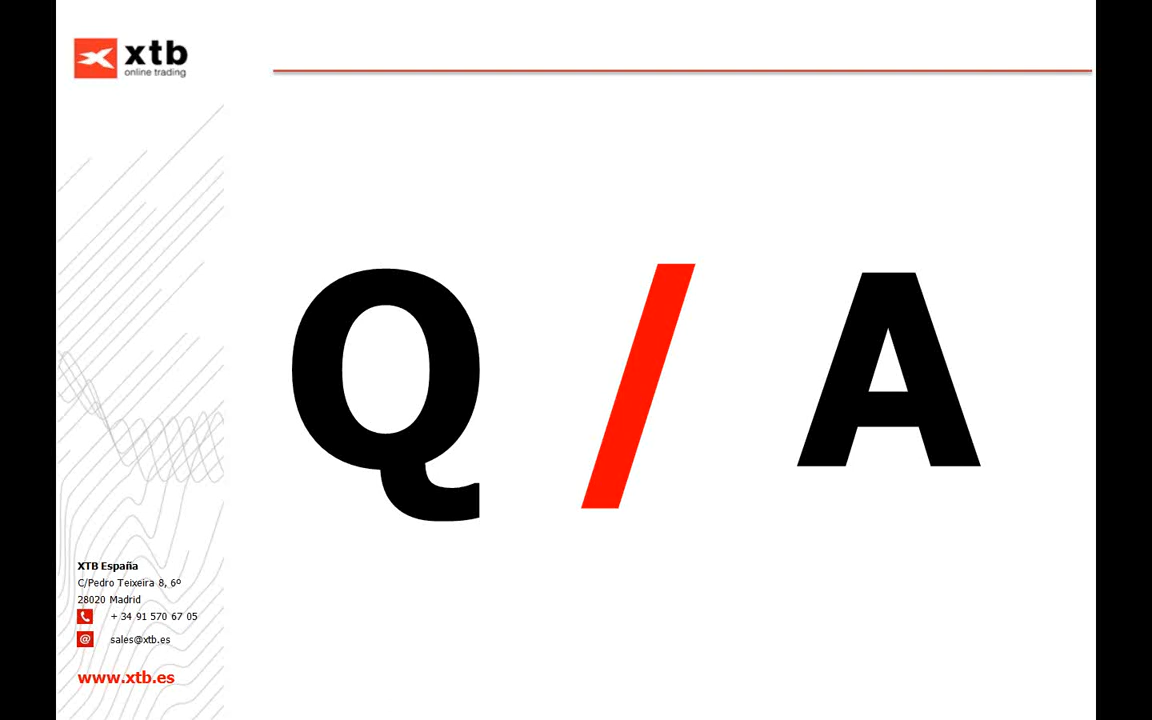 xtb
online trading
Q / A
XTB España
C/Pedro Teixeira 8, 6º
28020 Madrid
+ 34 91 570 67 05
@ sales@xtb.es
www.xtb.es